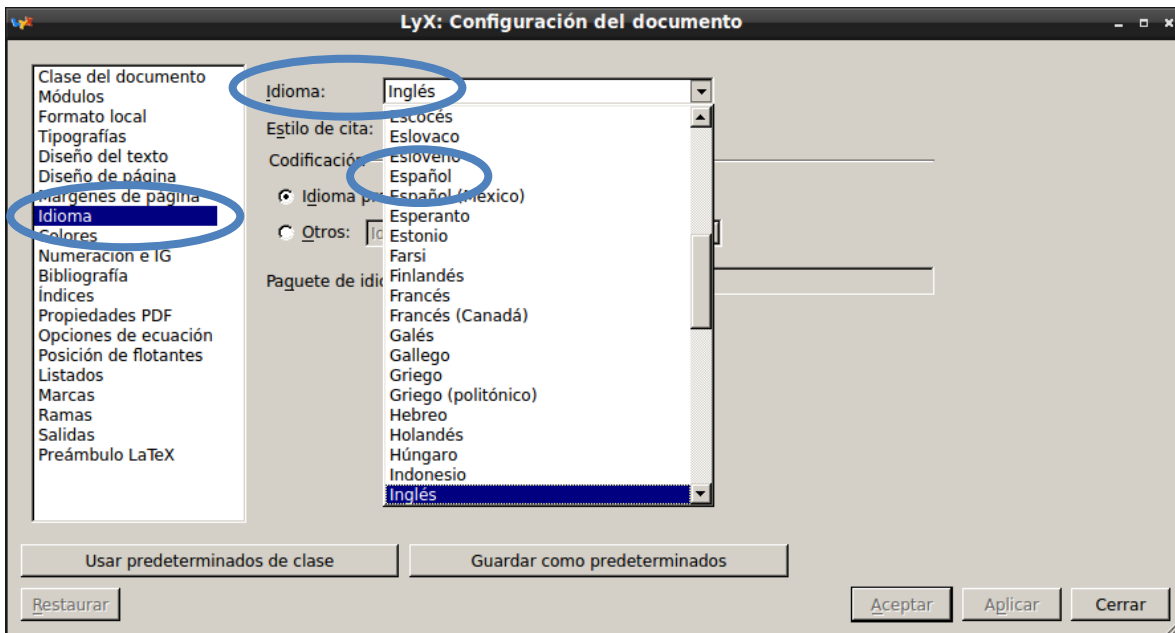 LyX: Configuración del documento
Clase del documento
Módulos
Formato local
Tipografías
Diseño del texto
Diseño de página
Márgenes de página
Idioma
Colores
Numeración e IG
Bibliografía
Índices
Propiedades PDF
Opciones de ecuación
Posición de flotantes
Listados
Marcas
Ramas
Salidas
Preámbulo LaTeX
Idioma: Inglés
Estilo de cita:
Codificación
Idioma
Otros:
Paquete de
Escocés
Eslovaco
Esloveno
Español
Español (Mexico)
Esperanto
Estonio
Farsi
Finlandés
Francés
Francés (Canadá)
Galés
Gallego
Griego
Griego (politónico)
Hebreo
Holandés
Húngaro
Indonesio
Inglés
Usar predeterminados de clase
Guardar como predeterminados
Restaurar
Aceptar
Aplicar
Cerrar